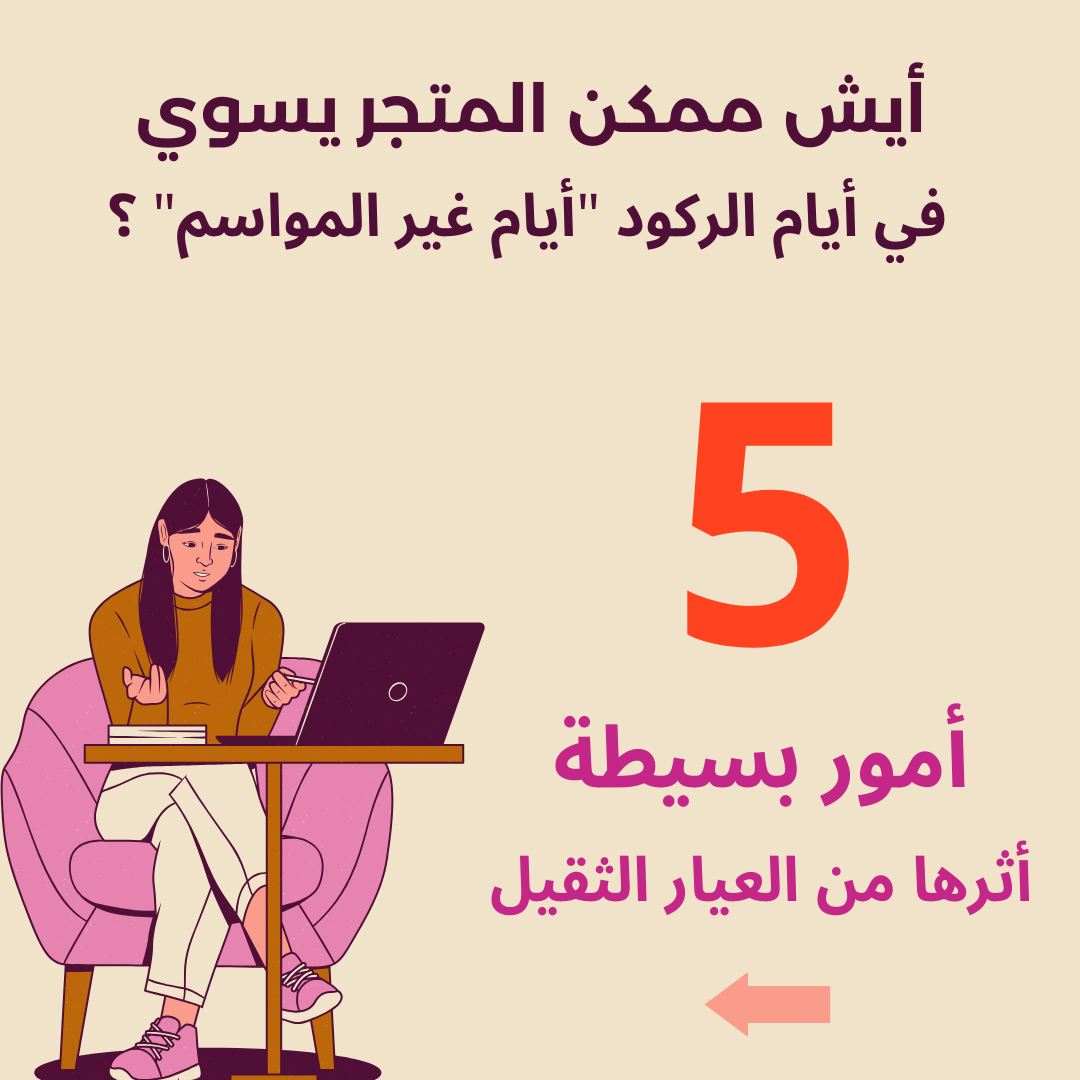 أيش ممكن المتجر يسوي
في أيام الركود "أيام غير المواسم" ؟
5
أمور بسيطة
أثرها من العيار الثقيل